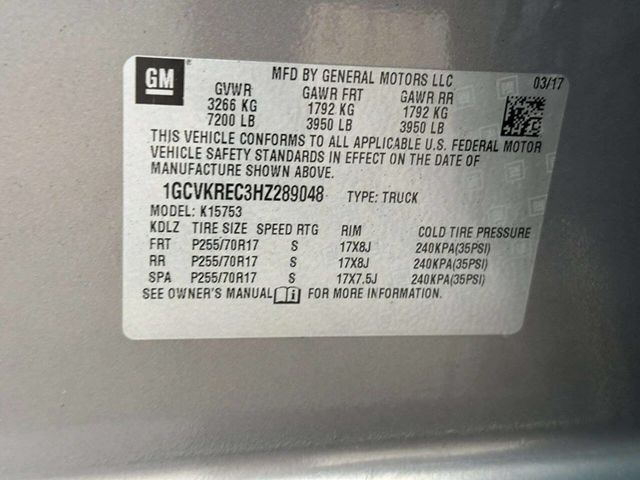 GM
MFD BY GENERAL MOTORS LLC 03/17
GVWR GAWR FRT GAWR RR
3266 KG 1792 KG 1792 KG
7200 LB 3950 LB 3950 LB
THIS VEHICLE CONFORMS TO ALL APPLICABLE U.S. FEDERAL MOTOR
VEHICLE SAFETY STANDARDS IN EFFECT ON THE DATE OF
MANUFACTURE SHOWN ABOVE.
1GCVKREC3HZ289048 TYPE: TRUCK
MODEL: K15753
KDLZ TIRE SIZE SPEED RTG RIM COLD TIRE PRESSURE
FRT P255/70R17 S 17X8J 240KPA(35PSI)
RR P255/70R17 S 17X8J 240KPA(35PSI)
SPA P255/70R17 S 17X7.5J 240KPA(35PSI)
SEE OWNER'S MANUAL i FOR MORE INFORMATION.